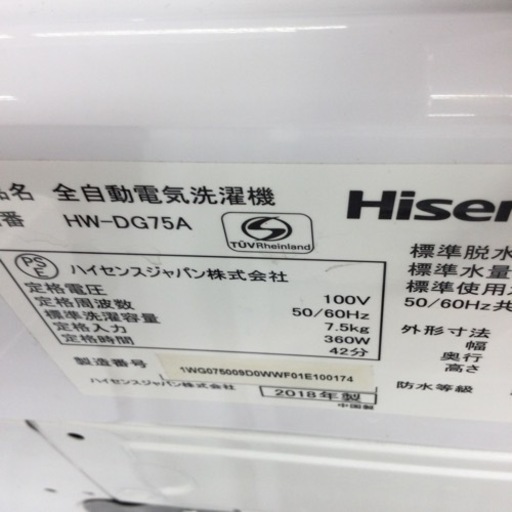 品名 全自動電気洗濯機
番 HW-DG75A
TÜVRheinland
Hisen
PS
E
ハイセンスジャパン株式会社
定格電圧 100V
定格周波数 50/60Hz
標準洗濯容量 7.5kg
定格入力 360W
定格時間 42分
製造番号 1WG075009D0WWF01E100174
ハイセンスジャパン株式会社 2018年製
中国製
標準脱水
標準水量
標準使用
50/60Hz共
外形寸法
幅
奥行
高さ
防水等級